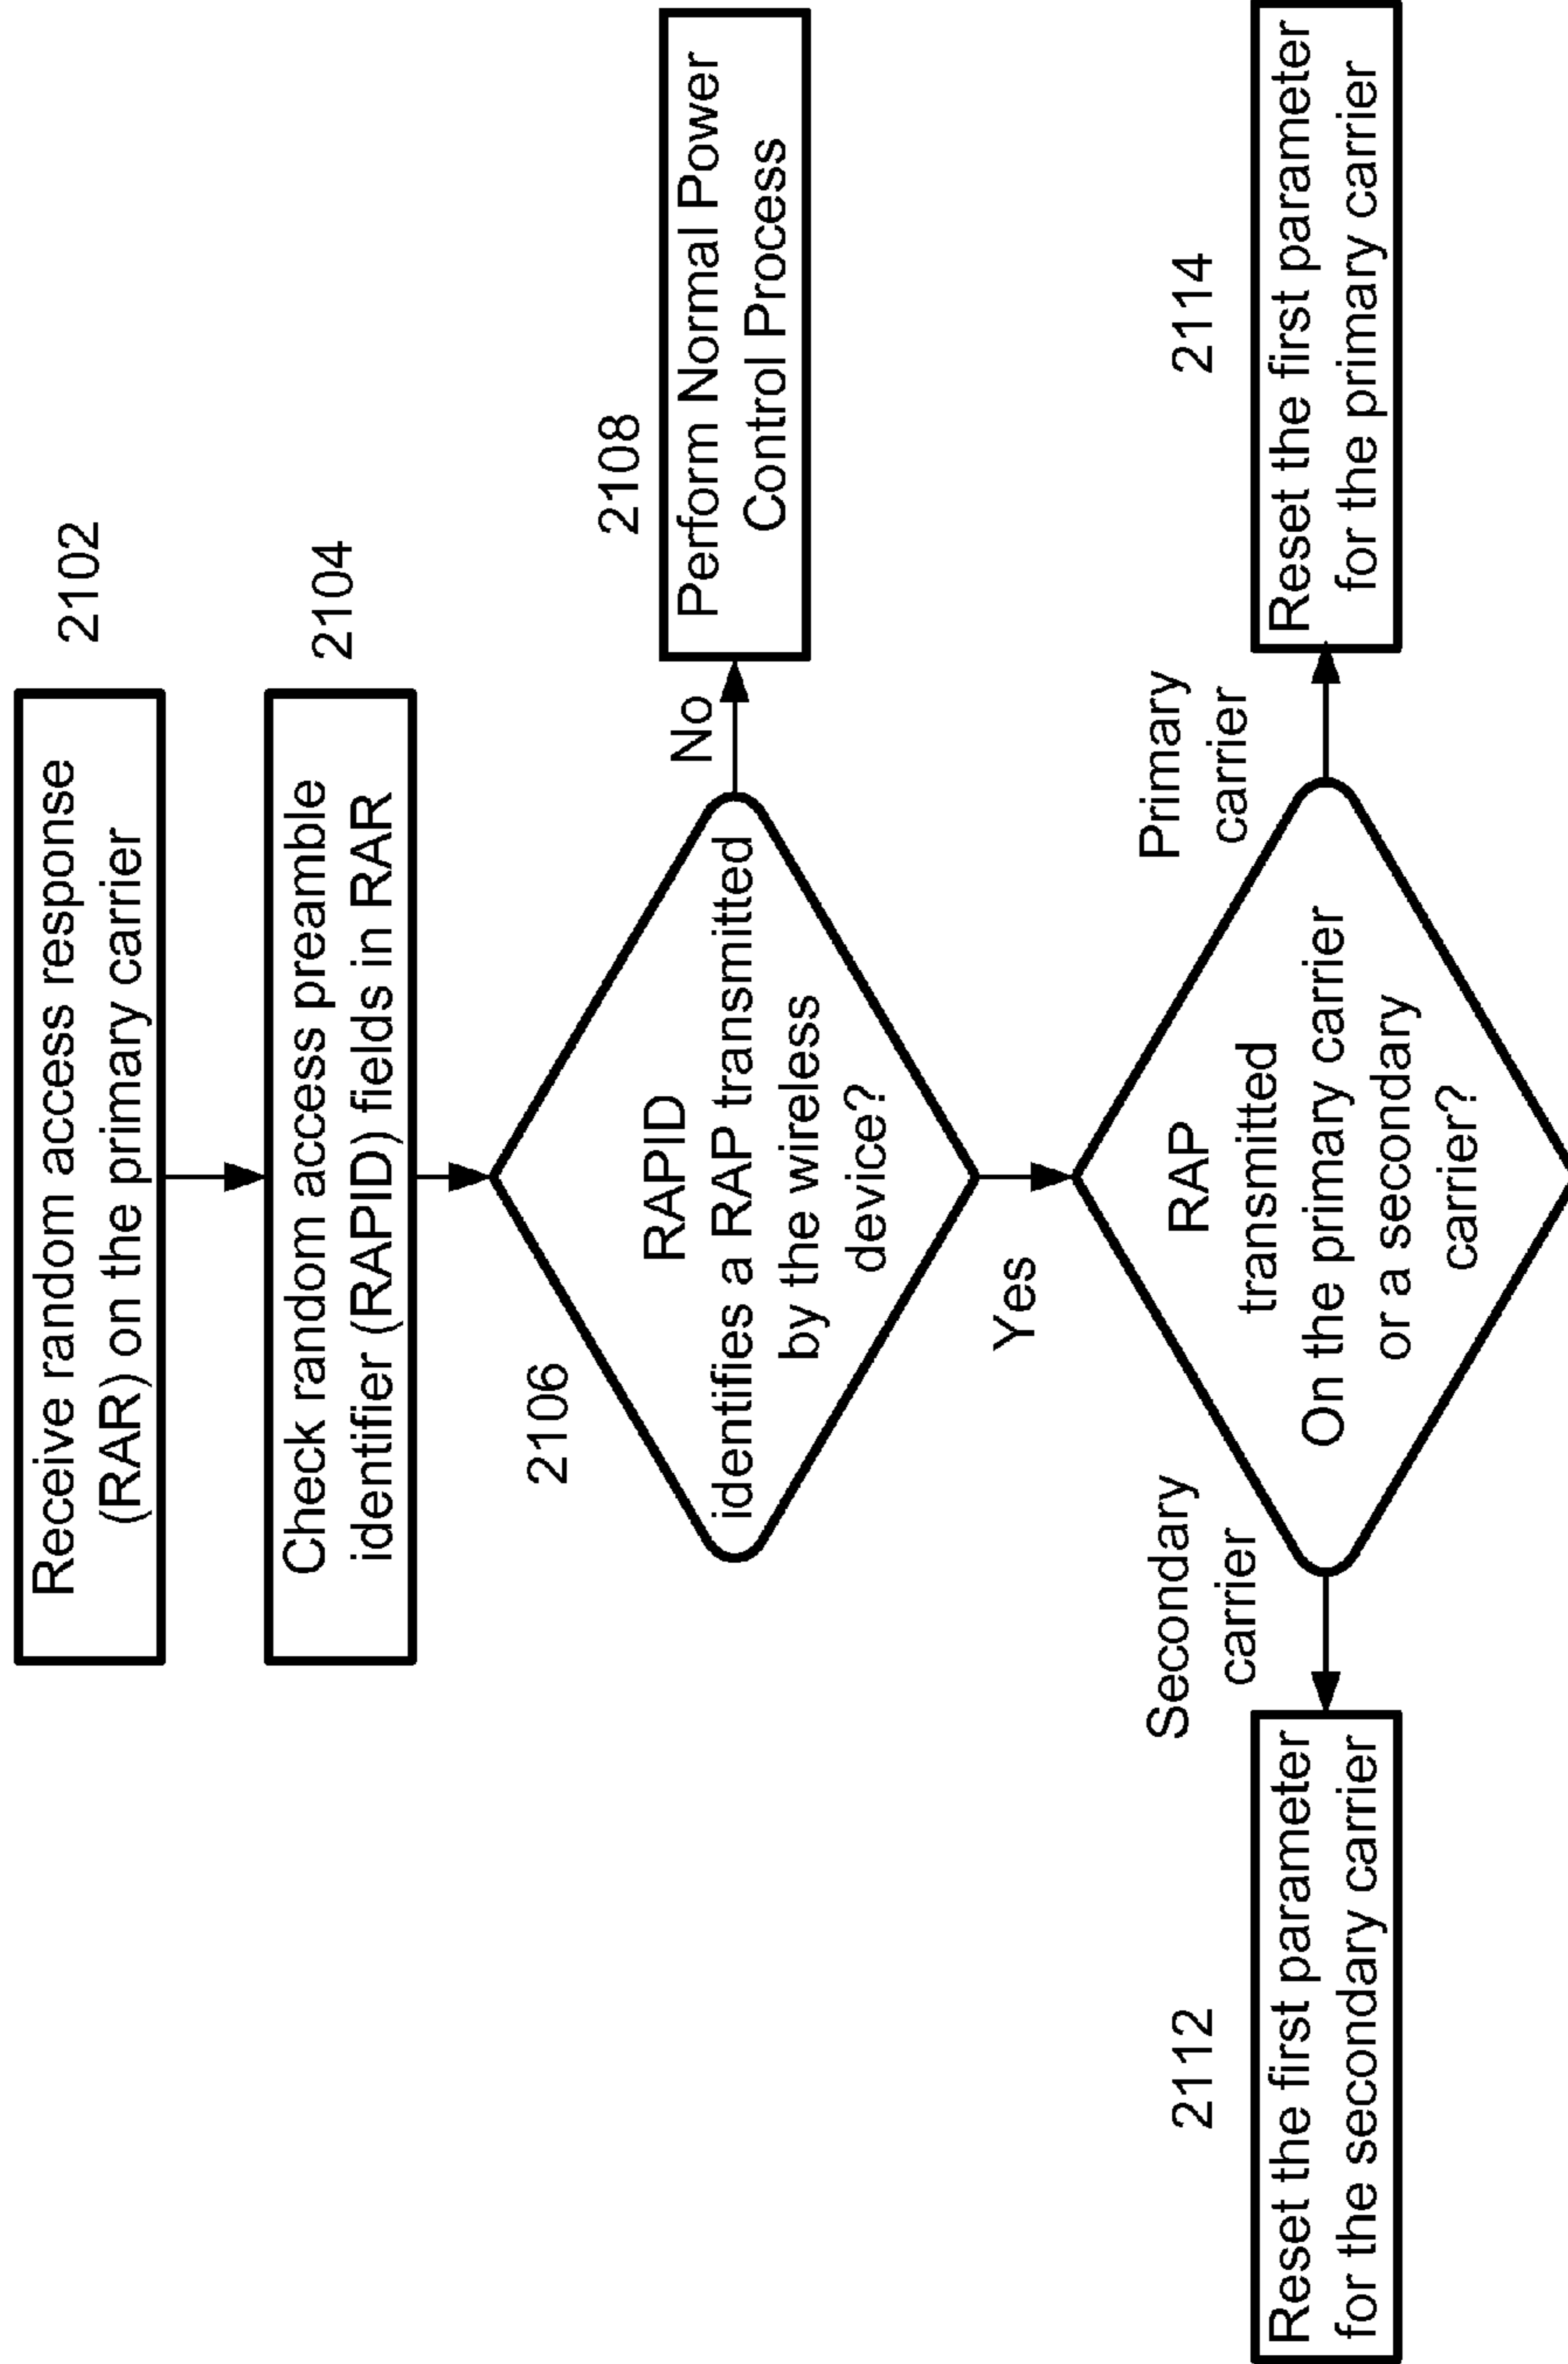 2102
Receive random access response
(RAR) on the primary carrier
2104
Check random access preamble
identifier (RAPID) fields in RAR
2106
RAPID
identifies a RAP transmitted
by the wireless
device?
No
2108
Perform Normal Power
Control Process
Yes
RAP
transmitted
On the primary carrier
or a secondary
carrier?
Secondary
carrier
2112
Reset the first parameter
for the secondary carrier
Primary
carrier
2114
Reset the first parameter
for the primary carrier